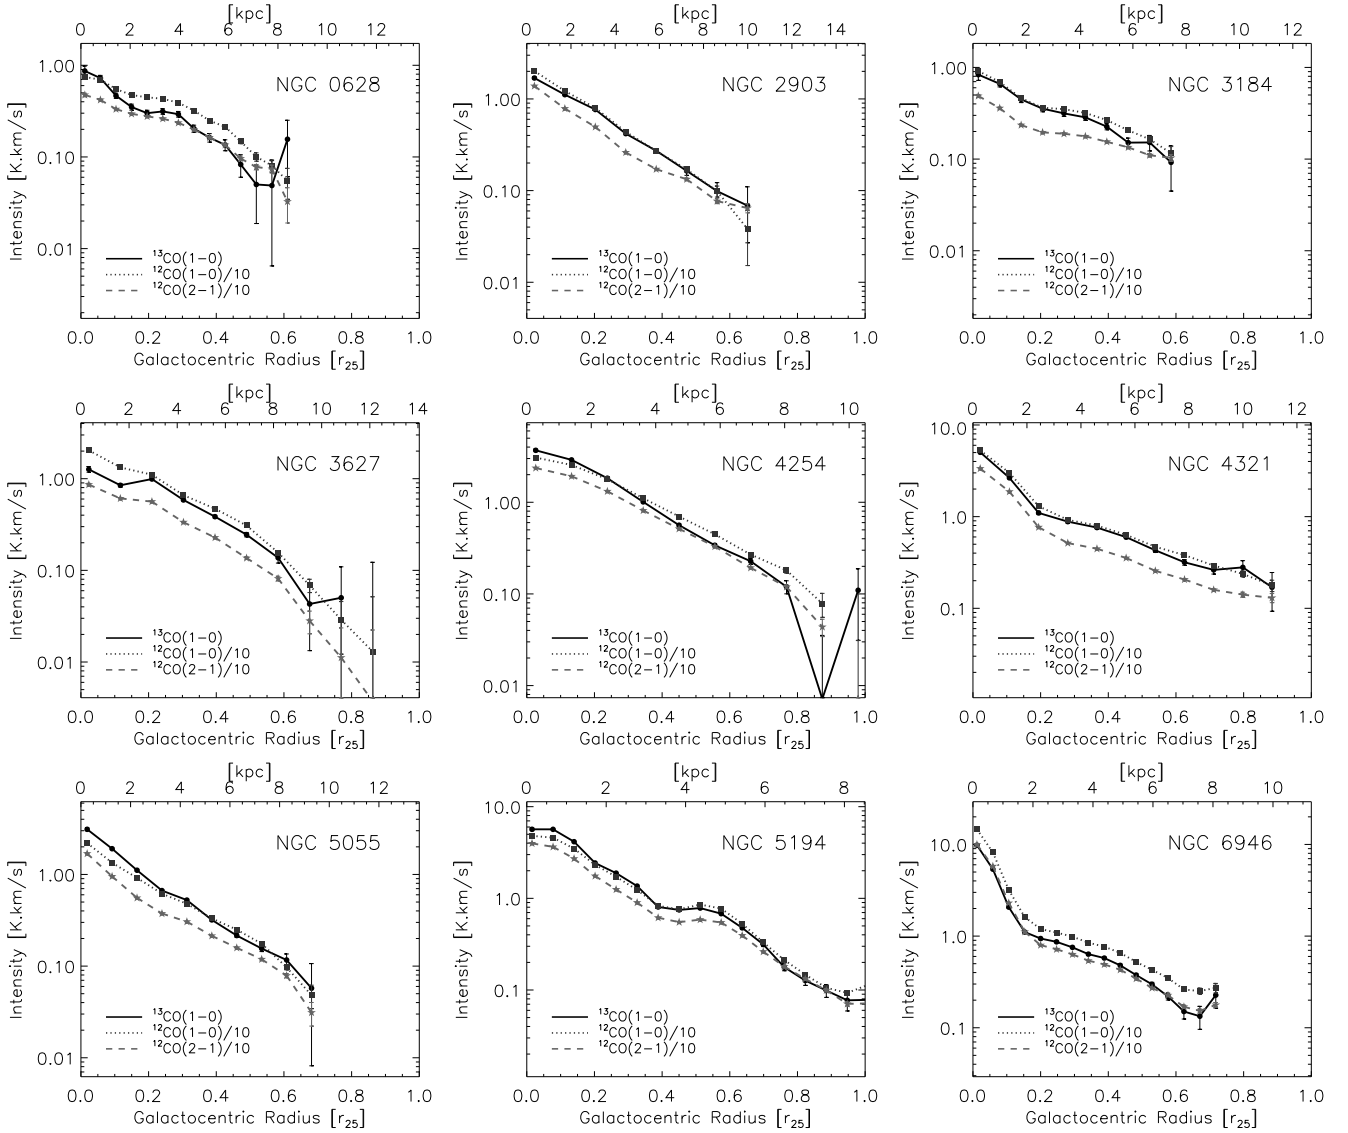 [kpc] [kpc] [kpc]
0 2 4 6 8 10 12 0 2 4 6 8 10 12 14 0 2 4 6 8 10 12
1.00 0.10 0.01
Intensity [K.km/s]
NGC 0628
¹³CO(1−0)
¹²CO(1−0)/10
¹²CO(2−1)/10
0.0 0.2 0.4 0.6 0.8 1.0
Galactocentric Radius [r₂₅]
1.00 0.10 0.01
Intensity [K.km/s]
NGC 2903
¹³CO(1−0)
¹²CO(1−0)/10
¹²CO(2−1)/10
0.0 0.2 0.4 0.6 0.8 1.0
Galactocentric Radius [r₂₅]
1.00 0.10 0.01
Intensity [K.km/s]
NGC 3184
¹³CO(1−0)
¹²CO(1−0)/10
¹²CO(2−1)/10
0.0 0.2 0.4 0.6 0.8 1.0
Galactocentric Radius [r₂₅]
[kpc] [kpc] [kpc]
0 2 4 6 8 10 12 14 0 2 4 6 8 10 0 2 4 6 8 10 12
1.00 0.10 0.01
Intensity [K.km/s]
NGC 3627
¹³CO(1−0)
¹²CO(1−0)/10
¹²CO(2−1)/10
0.0 0.2 0.4 0.6 0.8 1.0
Galactocentric Radius [r₂₅]
1.00 0.10 0.01
Intensity [K.km/s]
NGC 4254
¹³CO(1−0)
¹²CO(1−0)/10
¹²CO(2−1)/10
0.0 0.2 0.4 0.6 0.8 1.0
Galactocentric Radius [r₂₅]
10.0 1.0 0.1
Intensity [K.km/s]
NGC 4321
¹³CO(1−0)
¹²CO(1−0)/10
¹²CO(2−1)/10
0.0 0.2 0.4 0.6 0.8 1.0
Galactocentric Radius [r₂₅]
[kpc] [kpc] [kpc]
0 2 4 6 8 10 12 0 2 4 6 8 0 2 4 6 8 10
1.00 0.10 0.01
Intensity [K.km/s]
NGC 5055
¹³CO(1−0)
¹²CO(1−0)/10
¹²CO(2−1)/10
0.0 0.2 0.4 0.6 0.8 1.0
Galactocentric Radius [r₂₅]
10.0 1.0 0.1
Intensity [K.km/s]
NGC 5194
¹³CO(1−0)
¹²CO(1−0)/10
¹²CO(2−1)/10
0.0 0.2 0.4 0.6 0.8 1.0
Galactocentric Radius [r₂₅]
10.0 1.0 0.1
Intensity [K.km/s]
NGC 6946
¹³CO(1−0)
¹²CO(1−0)/10
¹²CO(2−1)/10
0.0 0.2 0.4 0.6 0.8 1.0
Galactocentric Radius [r₂₅]